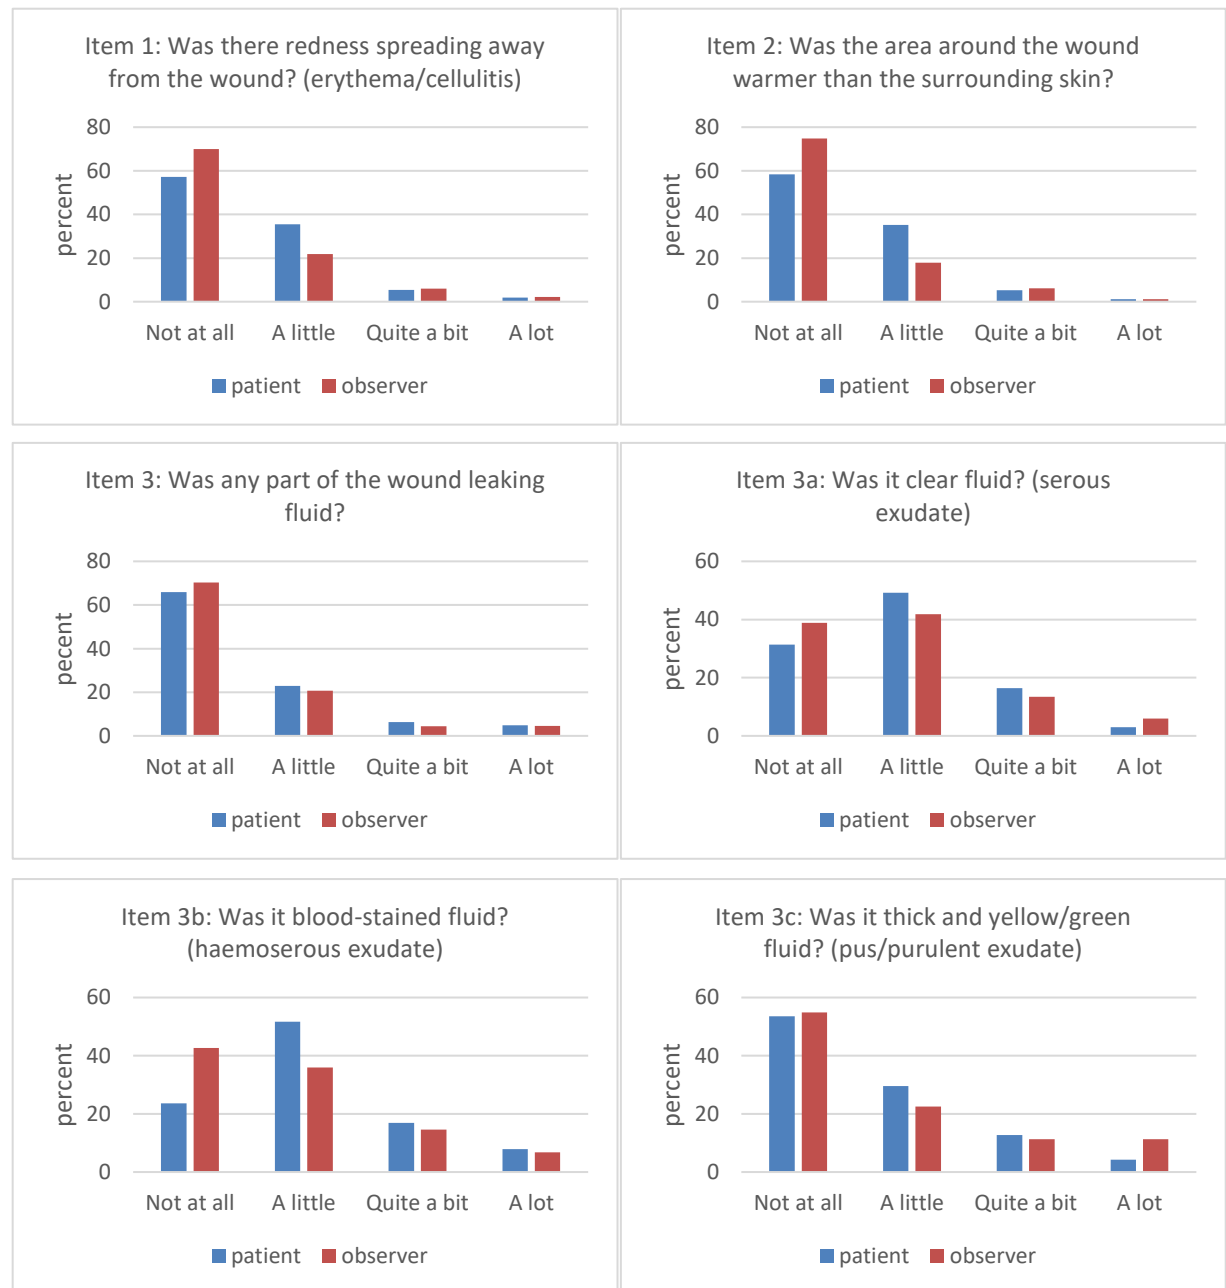 Item 1: Was there redness spreading away
from the wound? (erythema/cellulitis)
80
60
40
20
0
percent
Not at all A little Quite a bit A lot
patient observer
Item 2: Was the area around the wound
warmer than the surrounding skin?
80
60
40
20
0
percent
Not at all A little Quite a bit A lot
patient observer
Item 3: Was any part of the wound leaking
fluid?
80
60
40
20
0
pecent
Not at all A little Quite a bit A lot
patient observer
Item 3a: Was it clear fluid? (serous
exudate)
60
40
20
0
percent
Not at all A little Quite a bit A lot
patient observer
Item 3b: Was it blood-stained fluid?
(haemoserous exudate)
60
40
20
0
percent
Not at all A little Quite a bit A lot
patient observer
Item 3c: Was it thick and yellow/green
fluid? (pus/purulent exudate)
60
40
20
0
percent
Not at all A little Quite a bit A lot
patient observer